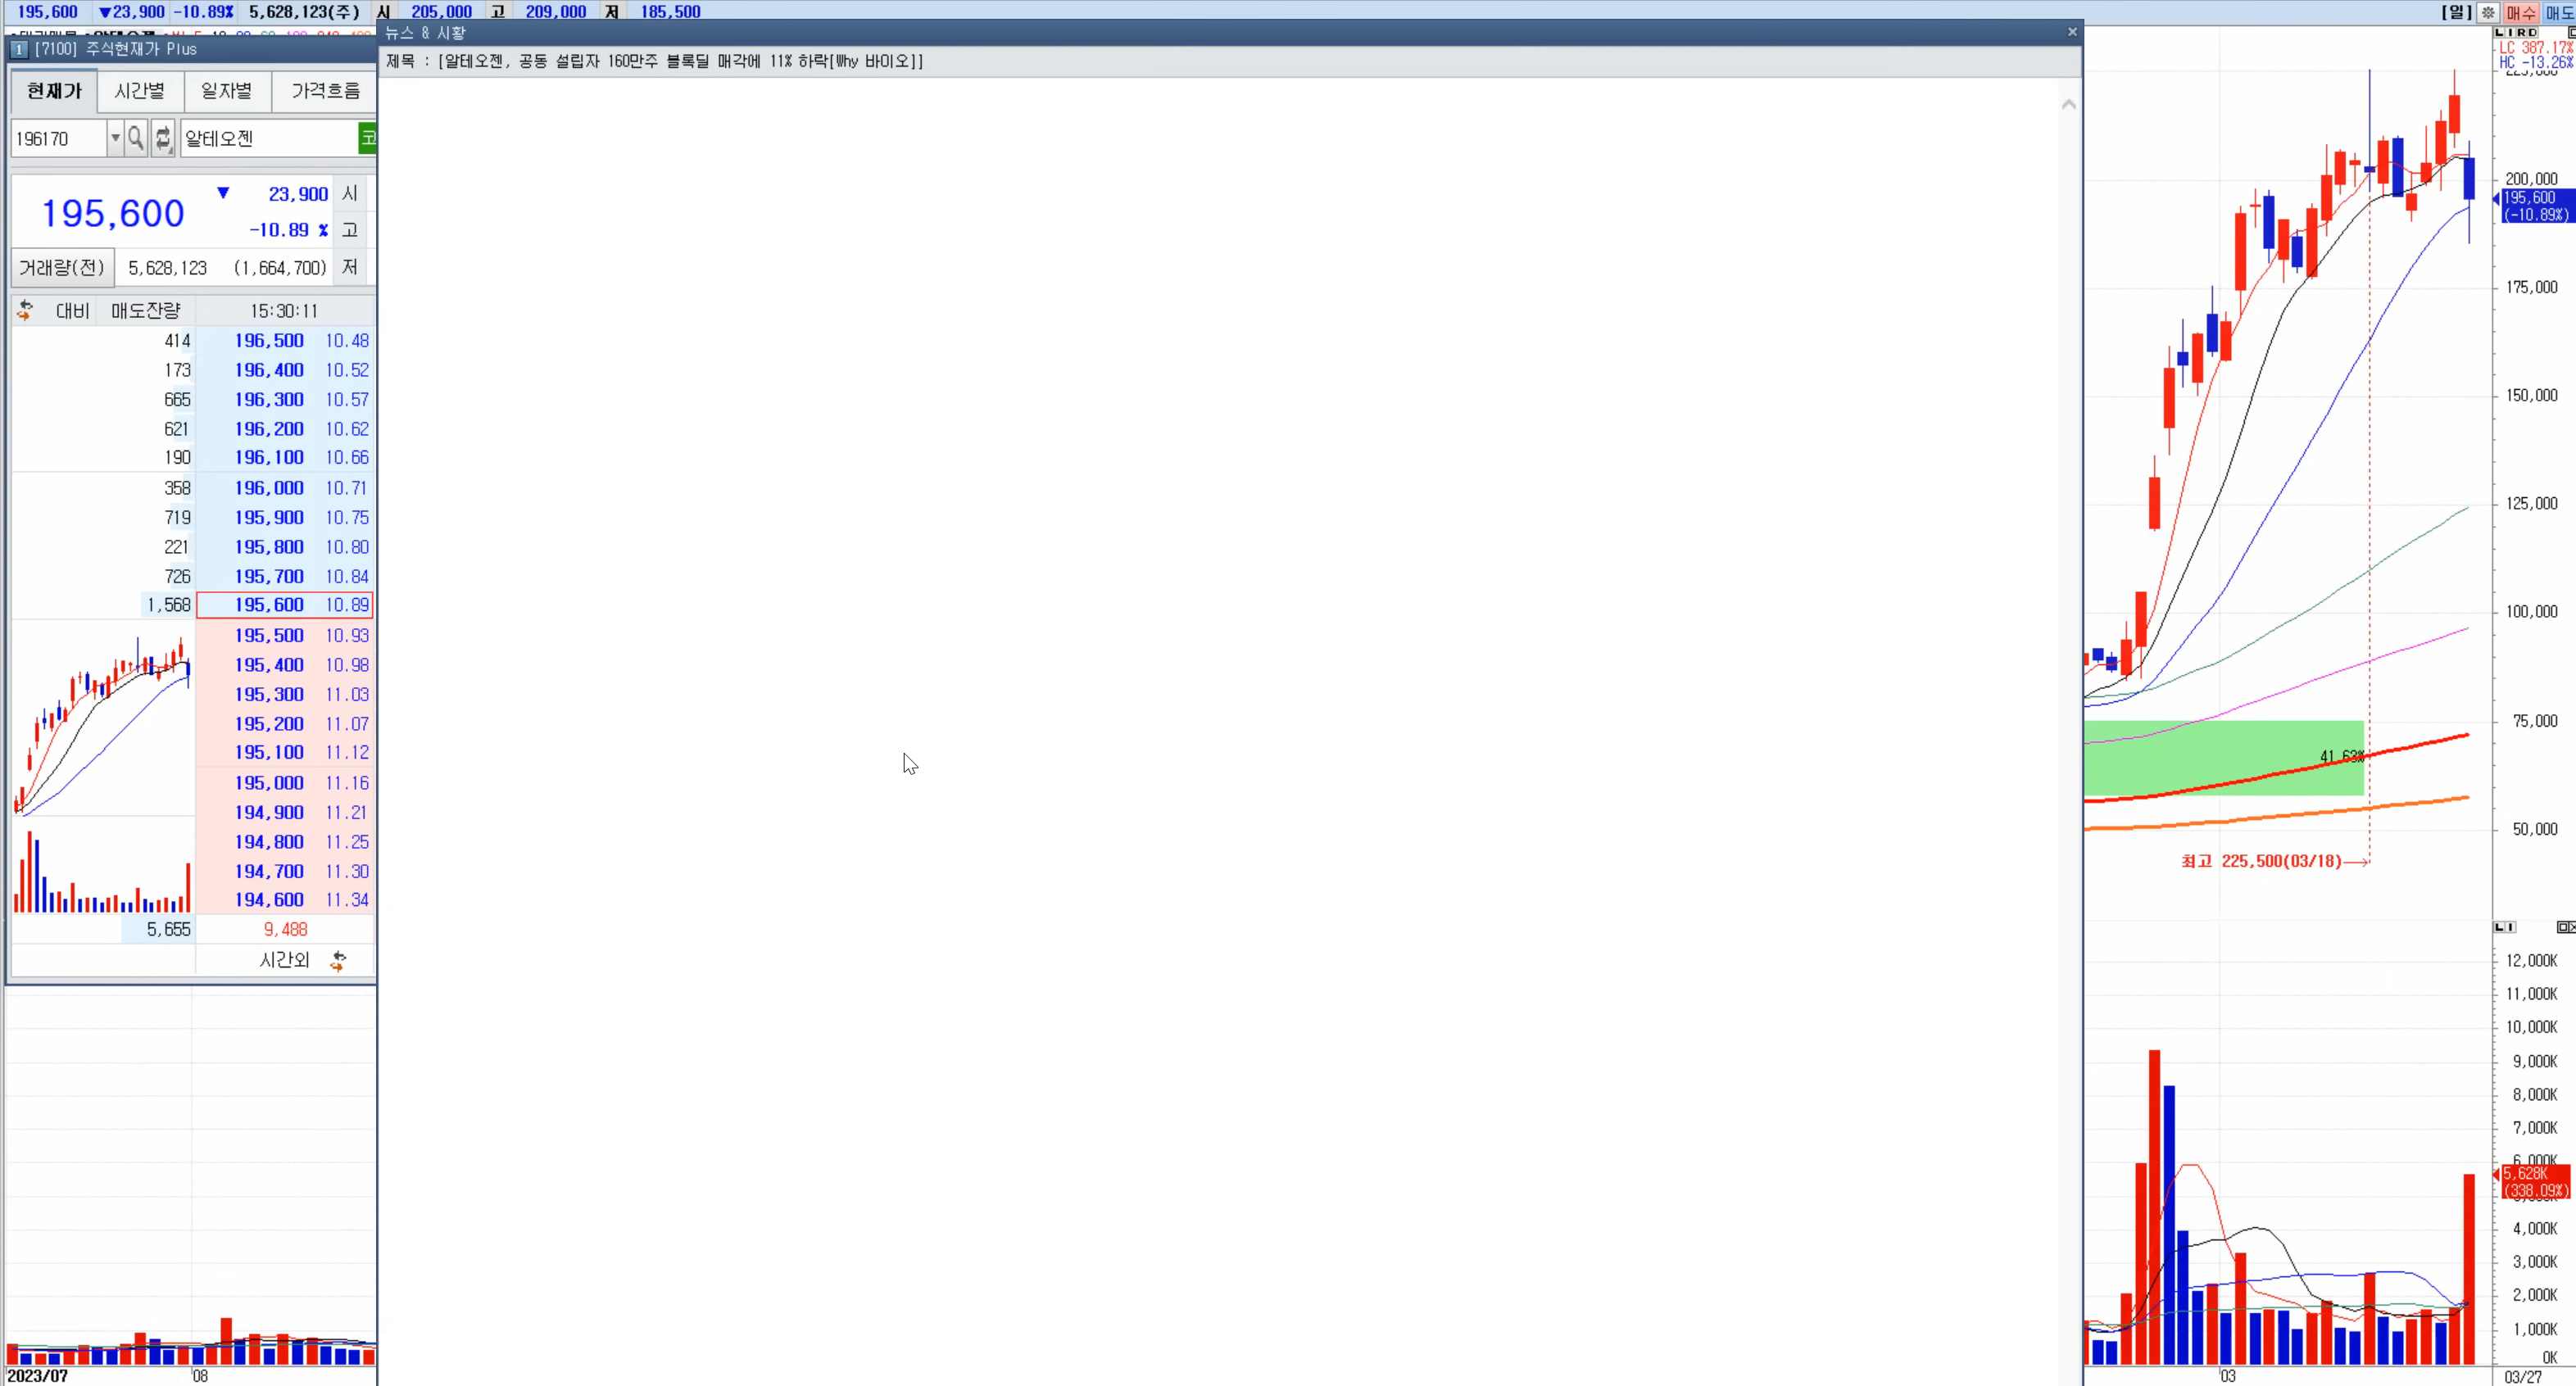 195,600 ▼23,900 -10.89% 5,628,123(주) 시 205,000 고 209,000 저 185,500
[일] 매수 매도
뉴스 & 시황
1 [7100] 주식현재가 Plus
제목 : [알테오젠, 공동 설립자 160만주 블록딜 매각에 11% 하락[Why 바이오]]
현재가 시간별 일자별 가격흐름
196170 알테오젠 코
195,600 ▼ 23,900 시
-10.89 % 고
거래량(전) 5,628,123 (1,664,700) 저
대비 매도잔량 15:30:11
414 196,500 10.48
173 196,400 10.52
665 196,300 10.57
621 196,200 10.62
190 196,100 10.66
358 196,000 10.71
719 195,900 10.75
221 195,800 10.80
726 195,700 10.84
1,568 195,600 10.89
195,500 10.93
195,400 10.98
195,300 11.03
195,200 11.07
195,100 11.12
195,000 11.16
194,900 11.21
194,800 11.25
194,700 11.30
194,600 11.34
5,655 9,488
시간외
2023/07 08
L I R D
LC 387.17%
HC -13.26%
200,000
195,600
(-10.89%)
175,000
150,000
125,000
100,000
75,000
41.63%
50,000
최고 225,500(03/18)→
L I
12,000K
11,000K
10,000K
9,000K
8,000K
7,000K
6,000K
5,628K
(338.09%)
4,000K
3,000K
2,000K
1,000K
0K
03 03/27